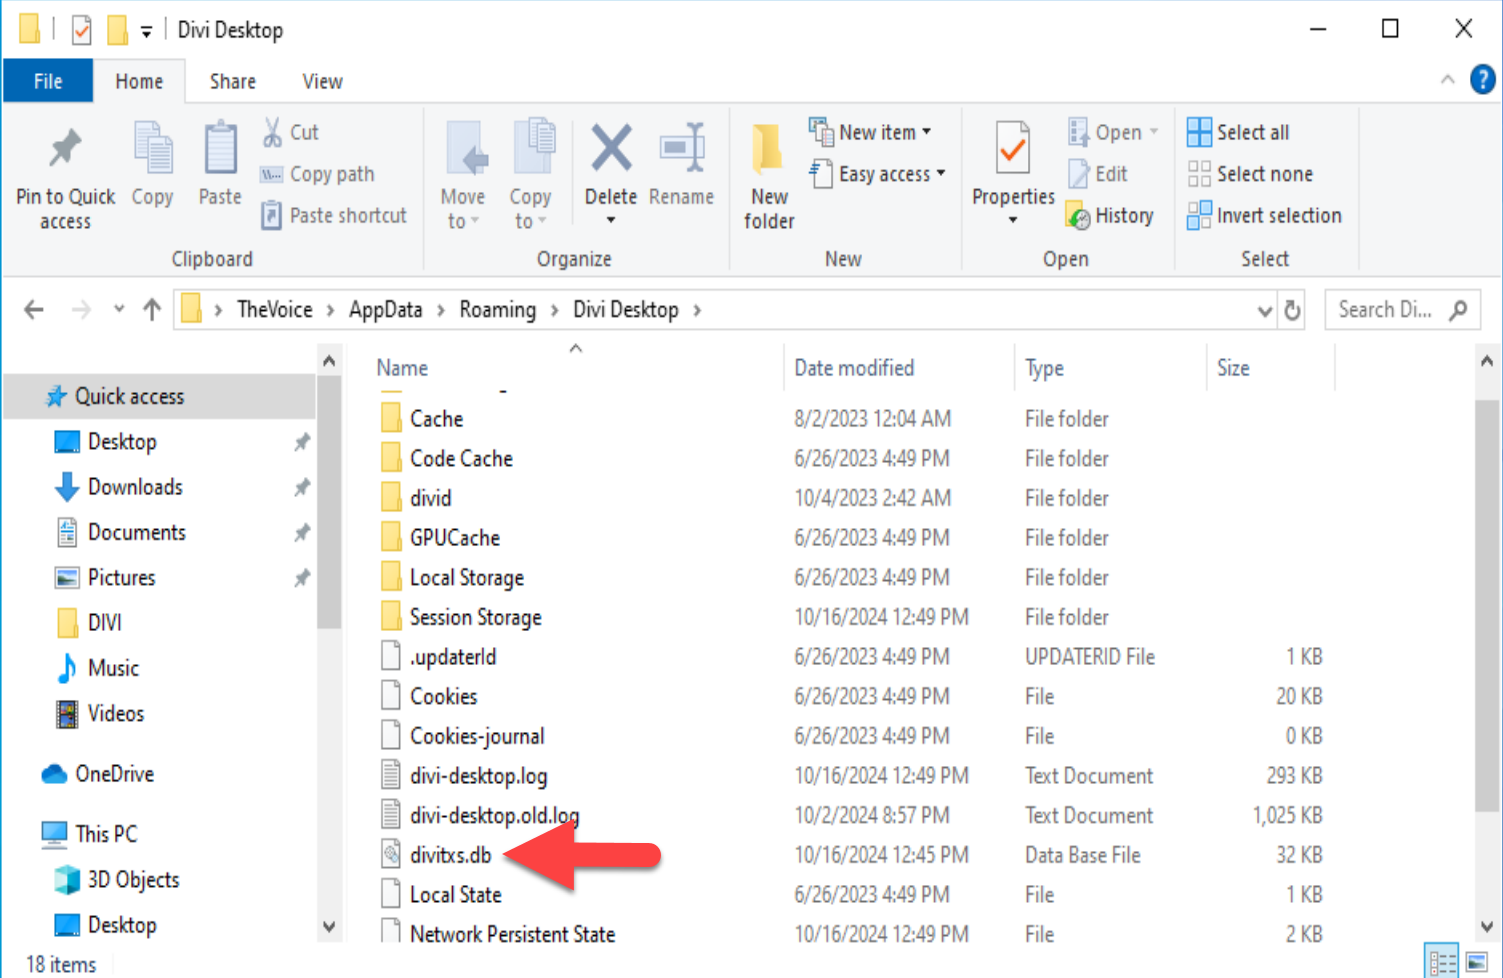 Divi Desktop
File Home Share View
Pin to Quick access
Copy
Paste
Cut
Copy path
Paste shortcut
Clipboard
Move to
Copy to
Delete
Rename
Organize
New folder
New item
Easy access
New
Properties
Open
Edit
History
Open
Select all
Select none
Invert selection
Select
TheVoice > AppData > Roaming > Divi Desktop >
Search Di...
Quick access
Desktop
Downloads
Documents
Pictures
DIVI
Music
Videos
OneDrive
This PC
3D Objects
Desktop
Name Date modified Type Size
Cache 8/2/2023 12:04 AM File folder
Code Cache 6/26/2023 4:49 PM File folder
divid 10/4/2023 2:42 AM File folder
GPUCache 6/26/2023 4:49 PM File folder
Local Storage 6/26/2023 4:49 PM File folder
Session Storage 10/16/2024 12:49 PM File folder
.updaterId 6/26/2023 4:49 PM UPDATERID File 1 KB
Cookies 6/26/2023 4:49 PM File 20 KB
Cookies-journal 6/26/2023 4:49 PM File 0 KB
divi-desktop.log 10/16/2024 12:49 PM Text Document 293 KB
divi-desktop.old.log 10/2/2024 8:57 PM Text Document 1,025 KB
divitxs.db 10/16/2024 12:45 PM Data Base File 32 KB
Local State 6/26/2023 4:49 PM File 1 KB
Network Persistent State 10/16/2024 12:49 PM File 2 KB
18 items